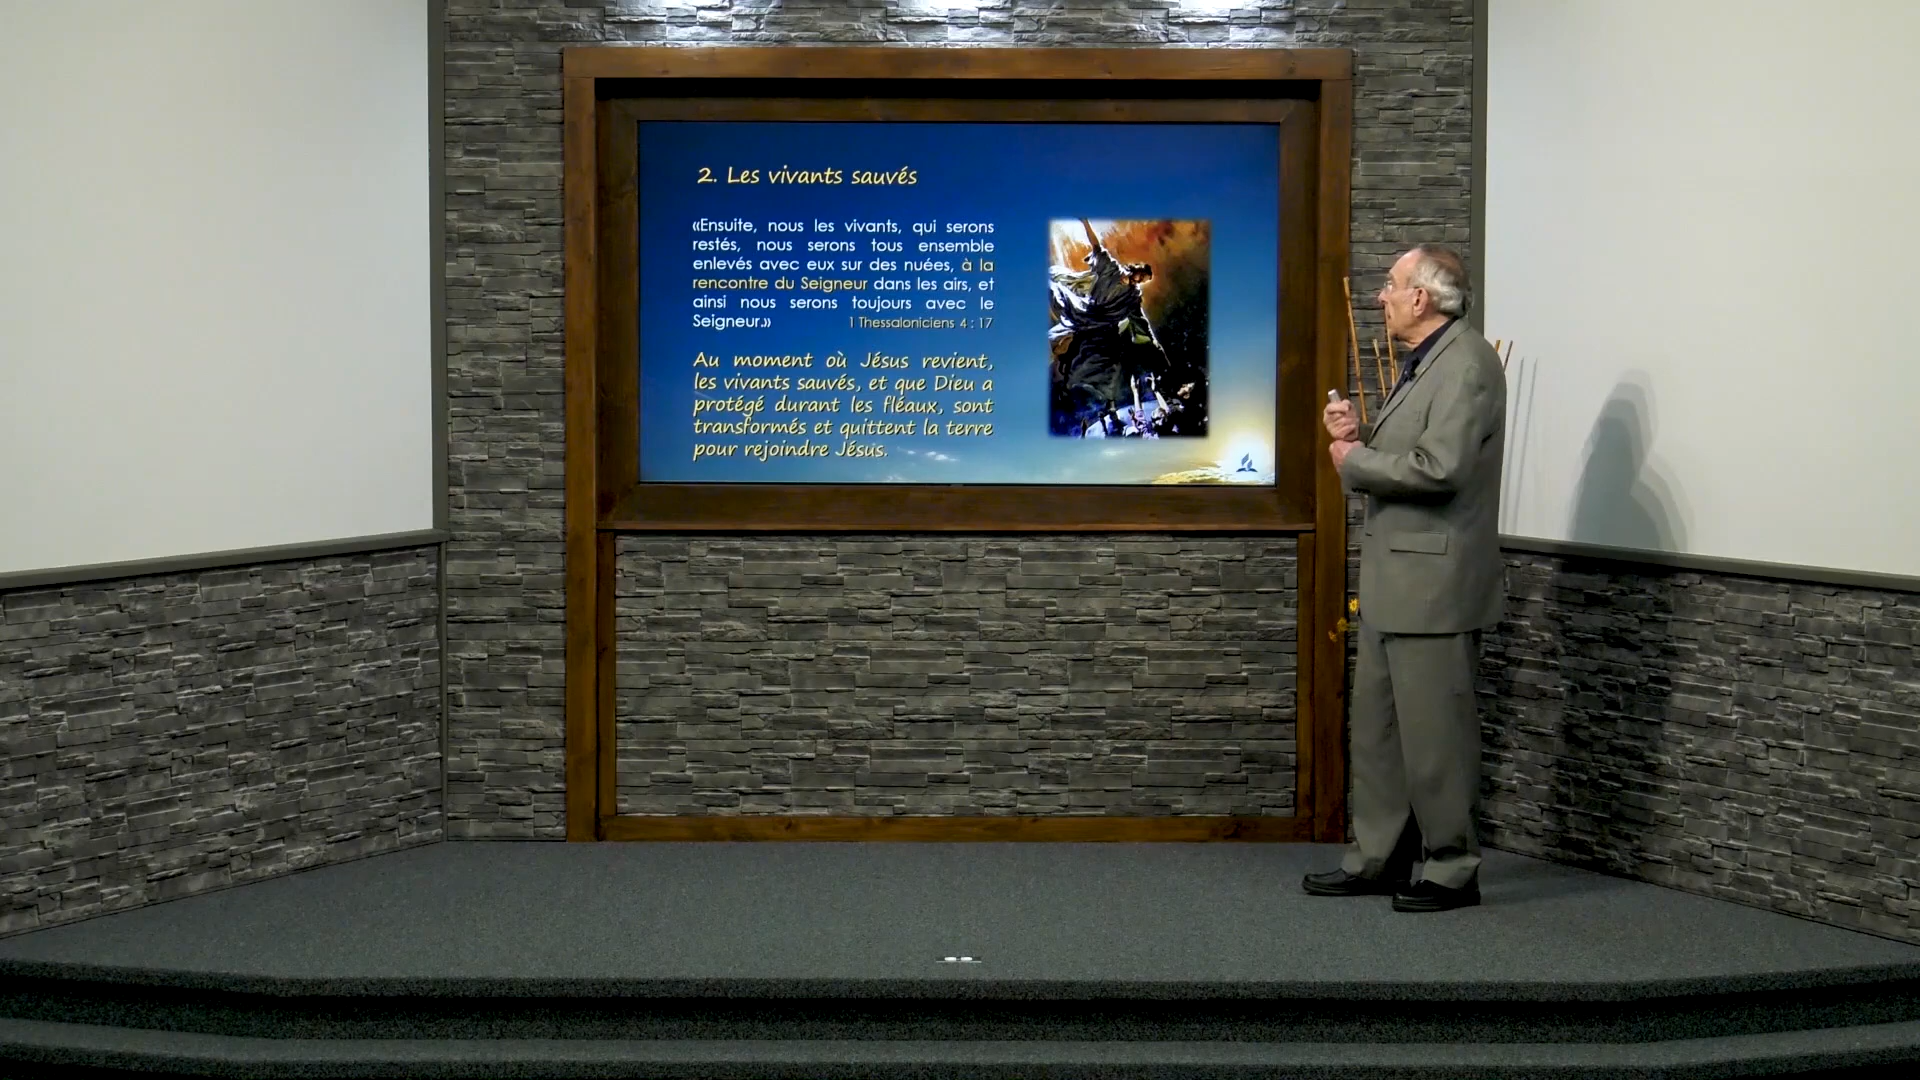 2. Les vivants sauvés
«Ensuite, nous les vivants, qui serons
restés, nous serons tous ensemble
enlevés avec eux sur des nuées, à la
rencontre du Seigneur dans les airs, et
ainsi nous serons toujours avec le
Seigneur.» 1 Thessaloniciens 4 : 17
Au moment où Jésus revient,
les vivants sauvés, et que Dieu a
protégé durant les fléaux, sont
transformés et quittent la terre
pour rejoindre Jésus.